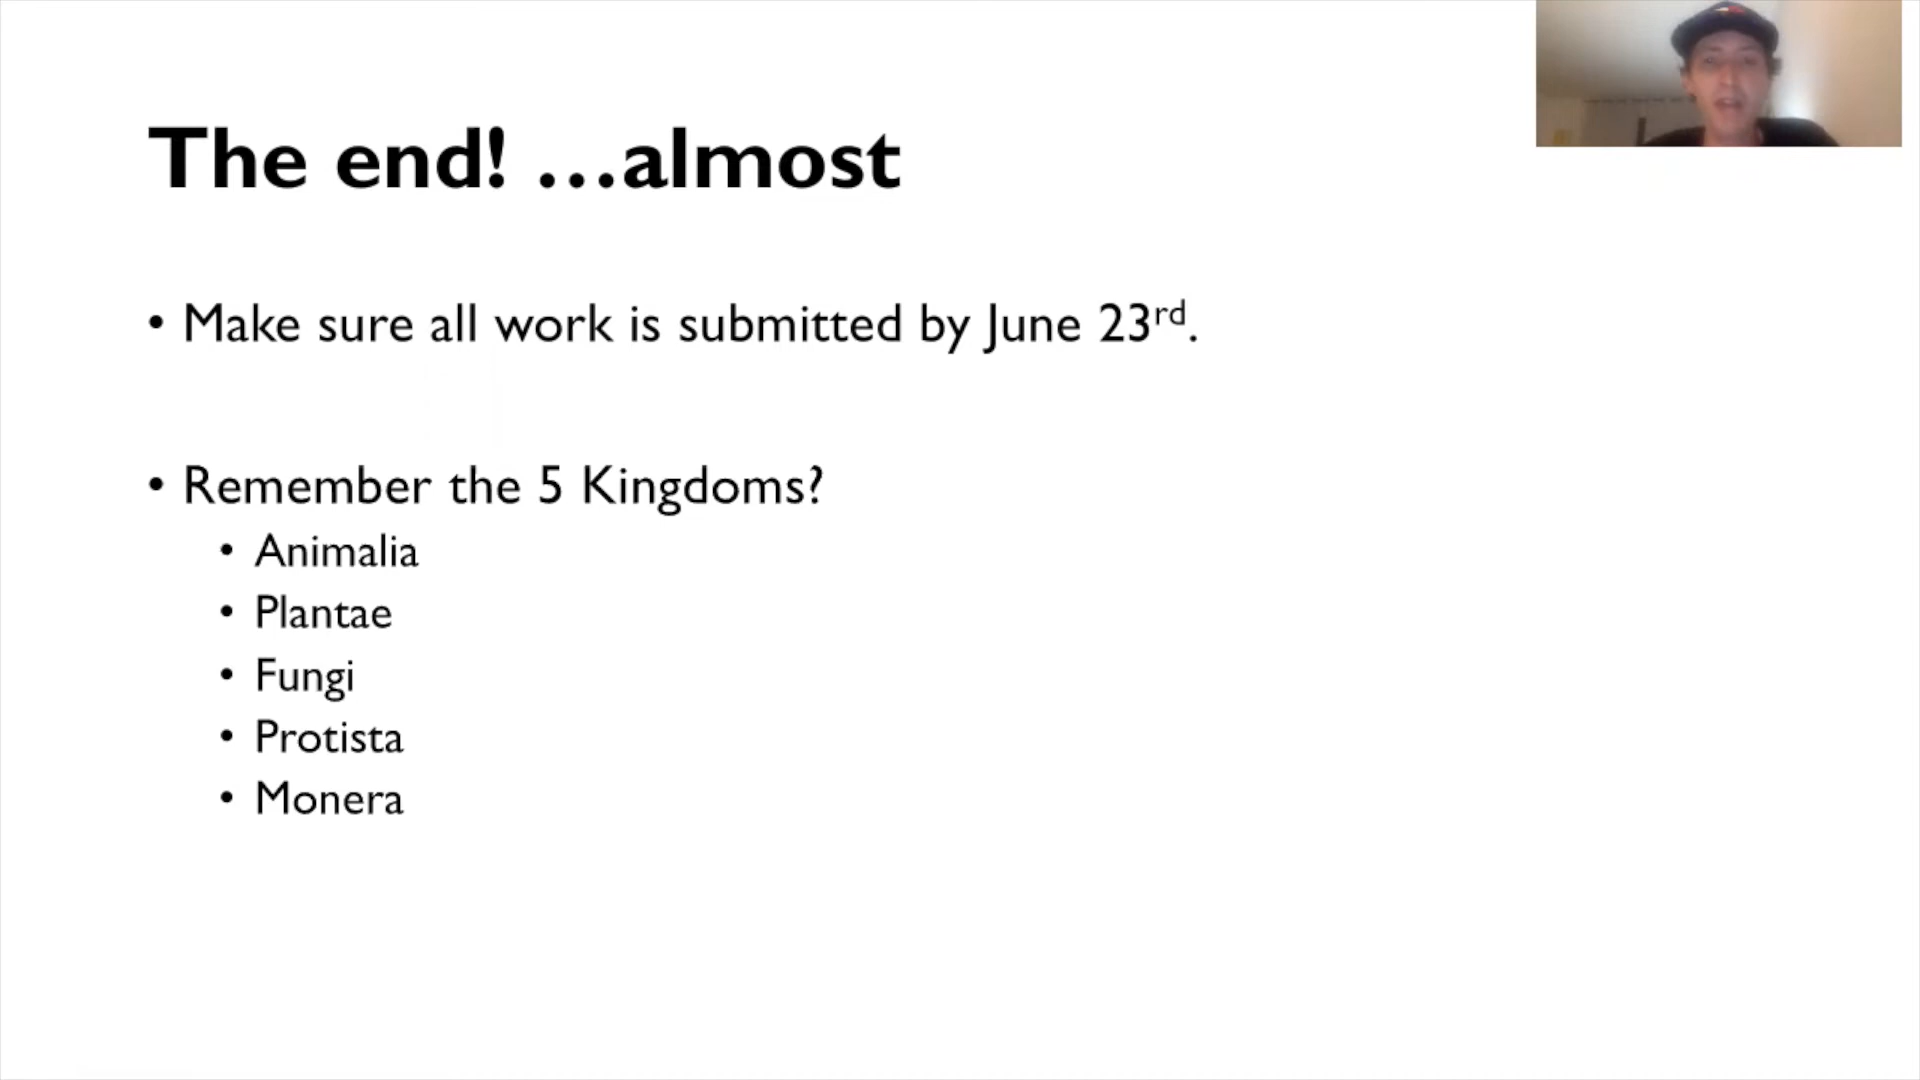 The end! …almost
• Make sure all work is submitted by June 23rd.
• Remember the 5 Kingdoms?
• Animalia
• Plantae
• Fungi
• Protista
• Monera